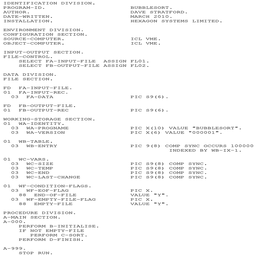 IDENTIFICATION DIVISION.
PROGRAM-ID. BUBBLESORT.
AUTHOR. DAVE STRATFORD.
DATE-WRITTEN. MARCH 2010.
INSTALLATION. HEXAGON SYSTEMS LIMITED.
ENVIRONMENT DIVISION.
CONFIGURATION SECTION.
SOURCE-COMPUTER. ICL VME.
OBJECT-COMPUTER. ICL VME.
INPUT-OUTPUT SECTION.
FILE-CONTROL.
SELECT FA-INPUT-FILE ASSIGN FL01.
SELECT FB-OUTPUT-FILE ASSIGN FL02.
DATA DIVISION.
FILE SECTION.
FD FA-INPUT-FILE.
01 FA-INPUT-REC.
03 FA-DATA PIC S9(6).
FD FB-OUTPUT-FILE.
01 FB-OUTPUT-REC PIC S9(6).
WORKING-STORAGE SECTION.
01 WA-IDENTITY.
03 WA-PROGNAME PIC X(10) VALUE "BUBBLESORT".
03 WA-VERSION PIC X(6) VALUE "000001".
01 WB-TABLE.
03 WB-ENTRY PIC 9(8) COMP SYNC OCCURS 100000
INDEXED BY WB-IX-1.
01 WC-VARS.
03 WC-SIZE PIC S9(8) COMP SYNC.
03 WC-TEMP PIC S9(8) COMP SYNC.
03 WC-END PIC S9(8) COMP SYNC.
03 WC-LAST-CHANGE PIC S9(8) COMP SYNC.
01 WF-CONDITION-FLAGS.
03 WF-EOF-FLAG PIC X.
88 END-OF-FILE VALUE "Y".
03 WF-EMPTY-FILE-FLAG PIC X.
88 EMPTY-FILE VALUE "Y".
PROCEDURE DIVISION.
A-MAIN SECTION.
A-000.
PERFORM B-INITIALISE.
IF NOT EMPTY-FILE
PERFORM C-SORT.
PERFORM D-FINISH.
A-999.
STOP RUN.